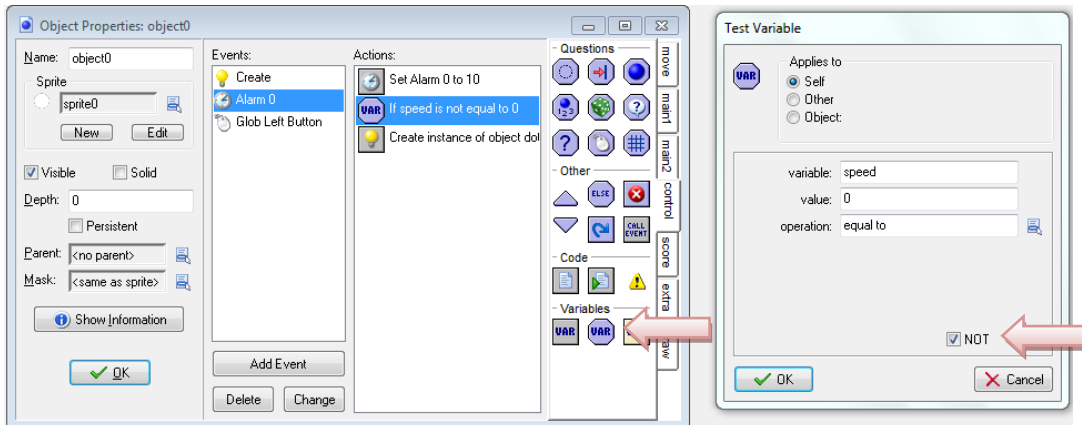 Object Properties: object0
Name: object0
Sprite
sprite0
New Edit
Visible Solid
Depth: 0
Persistent
Parent: <no parent>
Mask: <same as sprite>
Show Information
OK
Events:
Create
Alarm 0
Glob Left Button
Add Event
Delete Change
Actions:
Set Alarm 0 to 10
VAR If speed is not equal to 0
Create instance of object dot
Questions
123
? 
Other
ELSE
CALL EVENT
Code
Variables
VAR VAR
move
main1
main2
control
score
extra
Test Variable
VAR
Applies to
Self
Other
Object:
variable: speed
value: 0
operation: equal to
NOT
OK Cancel